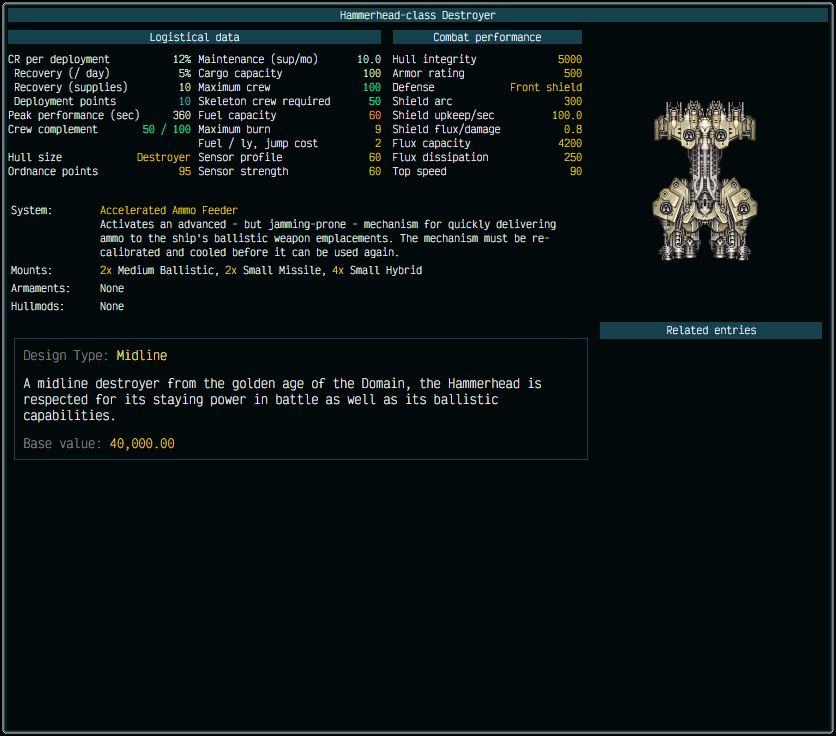 Hammerhead-class Destroyer
Logistical data
CR per deployment 12%
Recovery (/ day) 5%
Recovery (supplies) 10
Deployment points 10
Peak performance (sec) 360
Crew complement 50 / 100
Hull size Destroyer
Ordnance points 95
Maintenance (sup/mo) 10.0
Cargo capacity 100
Maximum crew 100
Skeleton crew required 50
Fuel capacity 60
Maximum burn 9
Fuel / ly, jump cost 2
Sensor profile 60
Sensor strength 60
Combat performance
Hull integrity 5000
Armor rating 500
Defense Front shield
Shield arc 300
Shield upkeep/sec 100.0
Shield flux/damage 0.8
Flux capacity 4200
Flux dissipation 250
Top speed 90
System: Accelerated Ammo Feeder
Activates an advanced - but jamming-prone - mechanism for quickly delivering
ammo to the ship's ballistic weapon emplacements. The mechanism must be re-
calibrated and cooled before it can be used again.
Mounts: 2x Medium Ballistic, 2x Small Missile, 4x Small Hybrid
Armaments: None
Hullmods: None
Related entries
Design Type: Midline
A midline destroyer from the golden age of the Domain, the Hammerhead is
respected for its staying power in battle as well as its ballistic
capabilities.
Base value: 40,000.00